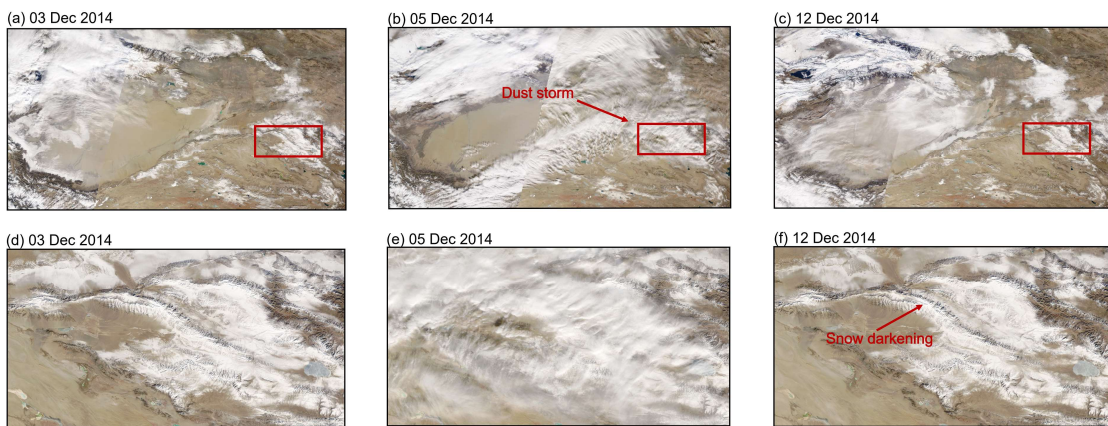 (a) 03 Dec 2014
(b) 05 Dec 2014
(c) 12 Dec 2014
Dust storm
(d) 03 Dec 2014
(e) 05 Dec 2014
(f) 12 Dec 2014
Snow darkening